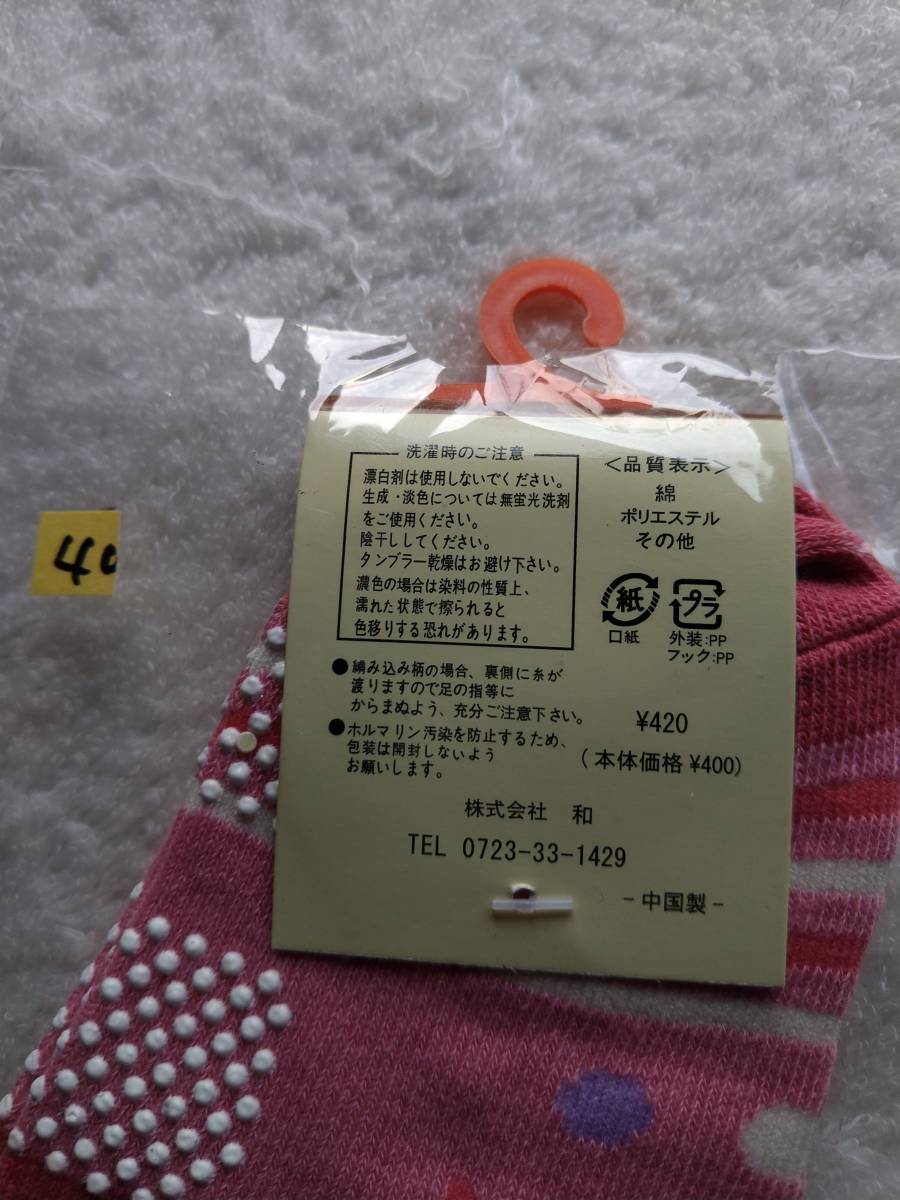 洗濯時のご注意
漂白剤は使用しないでください。
生成・淡色については無蛍光洗剤
をご使用ください。
陰干ししてください。
タンブラー乾燥はお避け下さい。
濃色の場合は染料の性質上、
濡れた状態で擦られると
色移りする恐れがあります。
●編み込み柄の場合、裏側に糸が
渡りますので足の指等に
からまぬよう、充分ご注意下さい。
●ホルマリン汚染を防止するため、
包装は開封しないよう
お願いします。
＜品質表示＞
綿
ポリエステル
その他
紙
口紙
プラ
外装:PP
フック:PP
¥420
(本体価格¥400)
株式会社 和
TEL 0723-33-1429
-中国製-